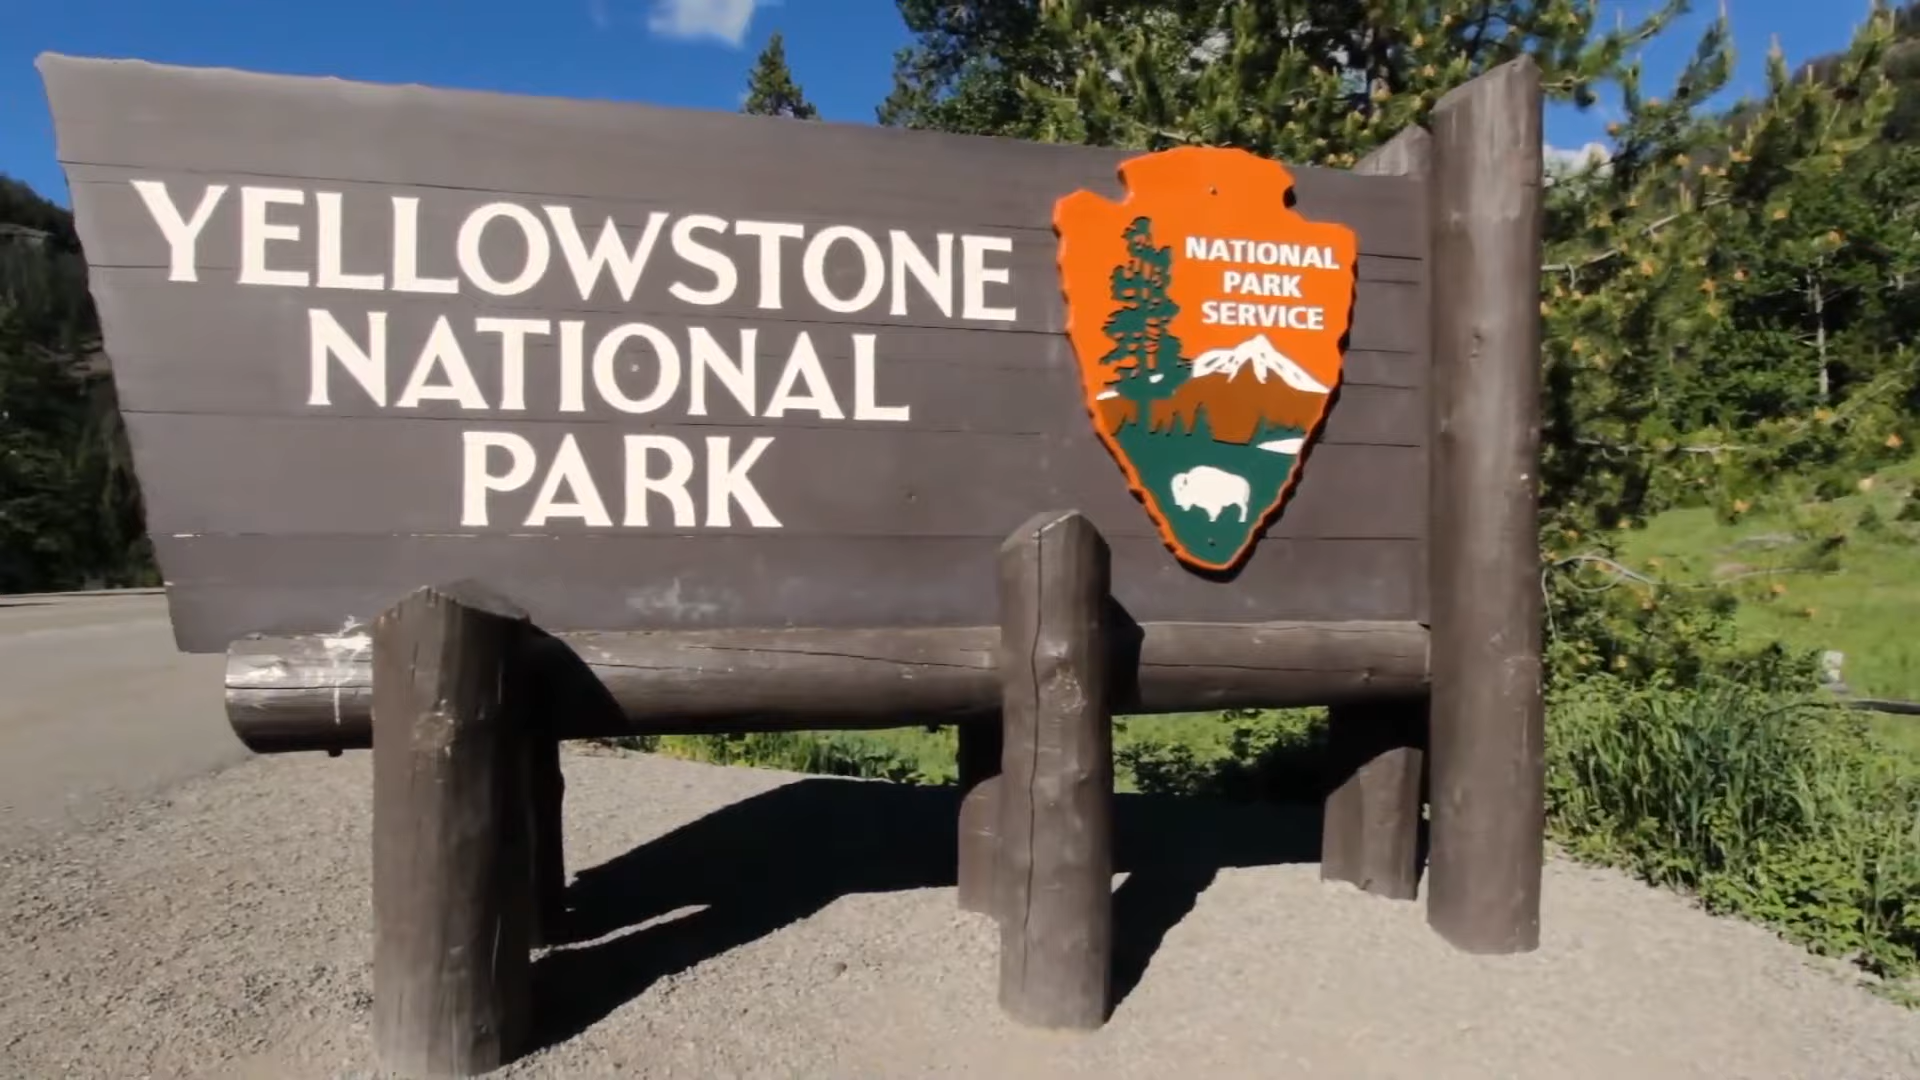 YELLOWSTONE
NATIONAL
PARK
NATIONAL
PARK
SERVICE